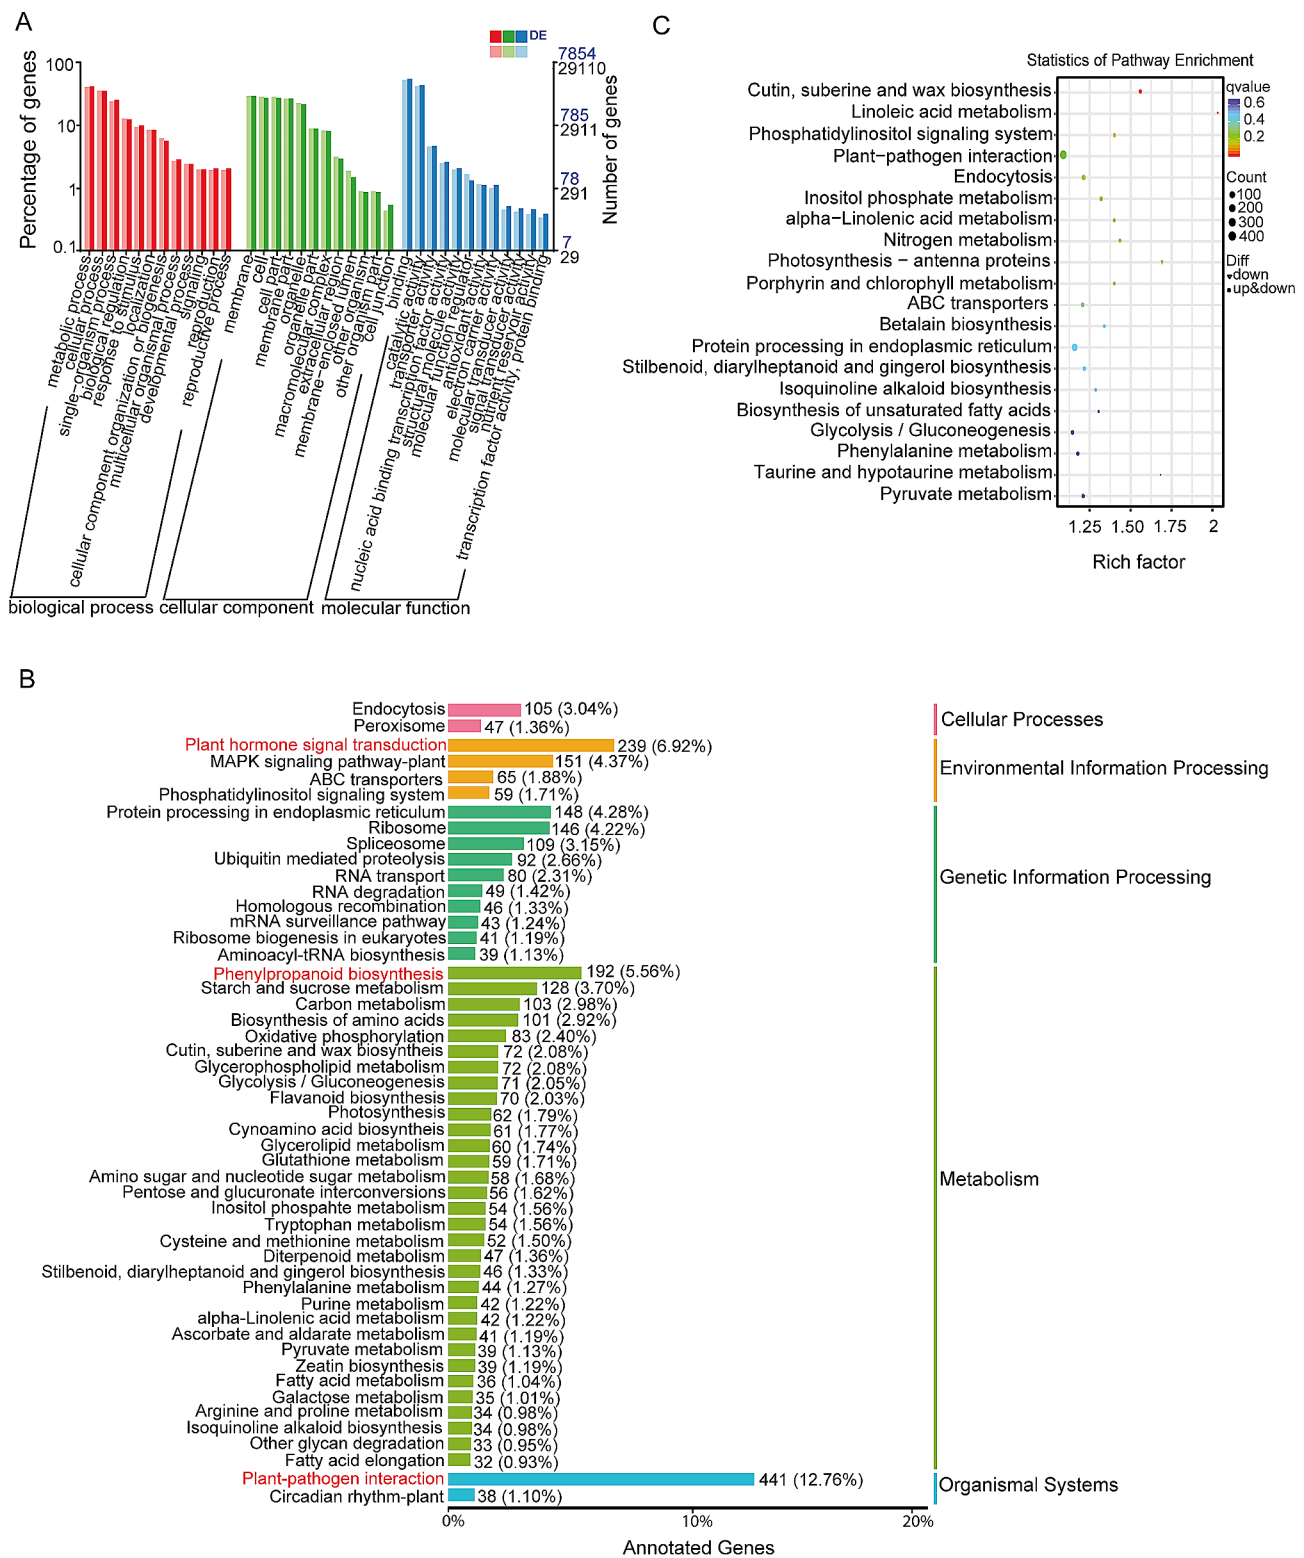 A
DE
Percentage of genes
100
10
1
0.1
7854
29110
785
2911
78
291
7
29
Number of genes
metabolic process
cellular process
single-organism process
biological regulation
response to stimulus
localization
cellular component organization or biogenesis
multicellular organismal process
developmental process
signaling
reproduction
reproductive process
membrane
cell
cell part
membrane part
organelle
organelle part
macromolecular complex
extracellular region
membrane-enclosed lumen
other organism
other organism part
cell junction
binding
catalytic activity
transporter activity
nucleic acid binding transcription factor activity
structural molecule activity
molecular function regulator
antioxidant activity
electron carrier activity
molecular transducer activity
signal transducer activity
nutrient reservoir activity
transcription factor activity, protein binding
biological process
cellular component
molecular function
C
Statistics of Pathway Enrichment
Cutin, suberine and wax biosynthesis
Linoleic acid metabolism
Phosphatidylinositol signaling system
Plant−pathogen interaction
Endocytosis
Inositol phosphate metabolism
alpha−Linolenic acid metabolism
Nitrogen metabolism
Photosynthesis − antenna proteins
Porphyrin and chlorophyll metabolism
ABC transporters
Betalain biosynthesis
Protein processing in endoplasmic reticulum
Stilbenoid, diarylheptanoid and gingerol biosynthesis
Isoquinoline alkaloid biosynthesis
Biosynthesis of unsaturated fatty acids
Glycolysis / Gluconeogenesis
Phenylalanine metabolism
Taurine and hypotaurine metabolism
Pyruvate metabolism
1.25 1.50 1.75 2
Rich factor
qvalue
0.6
0.4
0.2
Count
100
200
300
400
Diff
down
up&down
B
Endocytosis 105 (3.04%)
Peroxisome 47 (1.36%)
Cellular Processes
Plant hormone signal transduction 239 (6.92%)
MAPK signaling pathway-plant 151 (4.37%)
ABC transporters 65 (1.88%)
Phosphatidylinositol signaling system 59 (1.71%)
Environmental Information Processing
Protein processing in endoplasmic reticulum 148 (4.28%)
Ribosome 146 (4.22%)
Spliceosome 109 (3.15%)
Ubiquitin mediated proteolysis 92 (2.66%)
RNA transport 80 (2.31%)
RNA degradation 49 (1.42%)
Homologous recombination 46 (1.33%)
mRNA surveillance pathway 43 (1.24%)
Ribosome biogenesis in eukaryotes 41 (1.19%)
Aminoacyl-tRNA biosynthesis 39 (1.13%)
Genetic Information Processing
Phenylpropanoid biosynthesis 192 (5.56%)
Starch and sucrose metabolism 128 (3.70%)
Carbon metabolism 103 (2.98%)
Biosynthesis of amino acids 101 (2.92%)
Oxidative phosphorylation 83 (2.40%)
Cutin, suberine and wax biosyntheis 72 (2.08%)
Glycerophospholipid metabolism 72 (2.08%)
Glycolysis / Gluconeogenesis 71 (2.05%)
Flavanoid biosynthesis 70 (2.03%)
Photosynthesis 62 (1.79%)
Cynoamino acid biosyntheis 61 (1.77%)
Glycerolipid metabolism 60 (1.74%)
Glutathione metabolism 59 (1.71%)
Amino sugar and nucleotide sugar metabolism 58 (1.68%)
Pentose and glucuronate interconversions 56 (1.62%)
Inositol phospahte metabolism 54 (1.56%)
Tryptophan metabolism 54 (1.56%)
Cysteine and methionine metabolism 52 (1.50%)
Diterpenoid metabolism 47 (1.36%)
Stilbenoid, diarylheptanoid and gingerol biosynthesis 46 (1.33%)
Phenylalanine metabolism 44 (1.27%)
Purine metabolism 42 (1.22%)
alpha-Linolenic acid metabolism 42 (1.22%)
Ascorbate and aldarate metabolism 41 (1.19%)
Pyruvate metabolism 39 (1.13%)
Zeatin biosynthesis 39 (1.19%)
Fatty acid metabolism 36 (1.04%)
Galactose metabolism 35 (1.01%)
Arginine and proline metabolism 34 (0.98%)
Isoquinoline alkaloid biosynthesis 34 (0.98%)
Other glycan degradation 33 (0.95%)
Fatty acid elongation 32 (0.93%)
Metabolism
Plant-pathogen interaction 441 (12.76%)
Circadian rhythm-plant 38 (1.10%)
Organismal Systems
0% 10% 20%
Annotated Genes